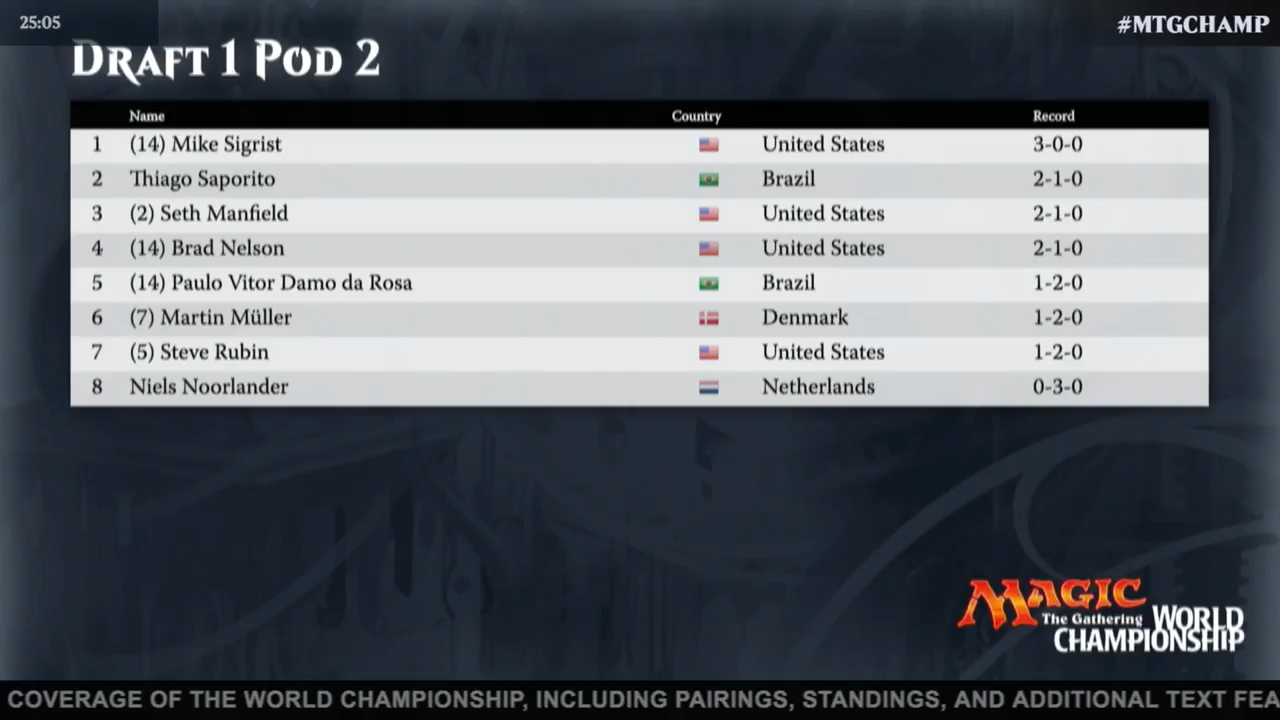 25:05
#MTGCHAMP
DRAFT 1 POD 2
Name Country Record
1 (14) Mike Sigrist United States 3-0-0
2 Thiago Saporito Brazil 2-1-0
3 (2) Seth Manfield United States 2-1-0
4 (14) Brad Nelson United States 2-1-0
5 (14) Paulo Vitor Damo da Rosa Brazil 1-2-0
6 (7) Martin Müller Denmark 1-2-0
7 (5) Steve Rubin United States 1-2-0
8 Niels Noorlander Netherlands 0-3-0
MAGIC
The Gathering WORLD
CHAMPIONSHIP
COVERAGE OF THE WORLD CHAMPIONSHIP, INCLUDING PAIRINGS, STANDINGS, AND ADDITIONAL TEXT FEA